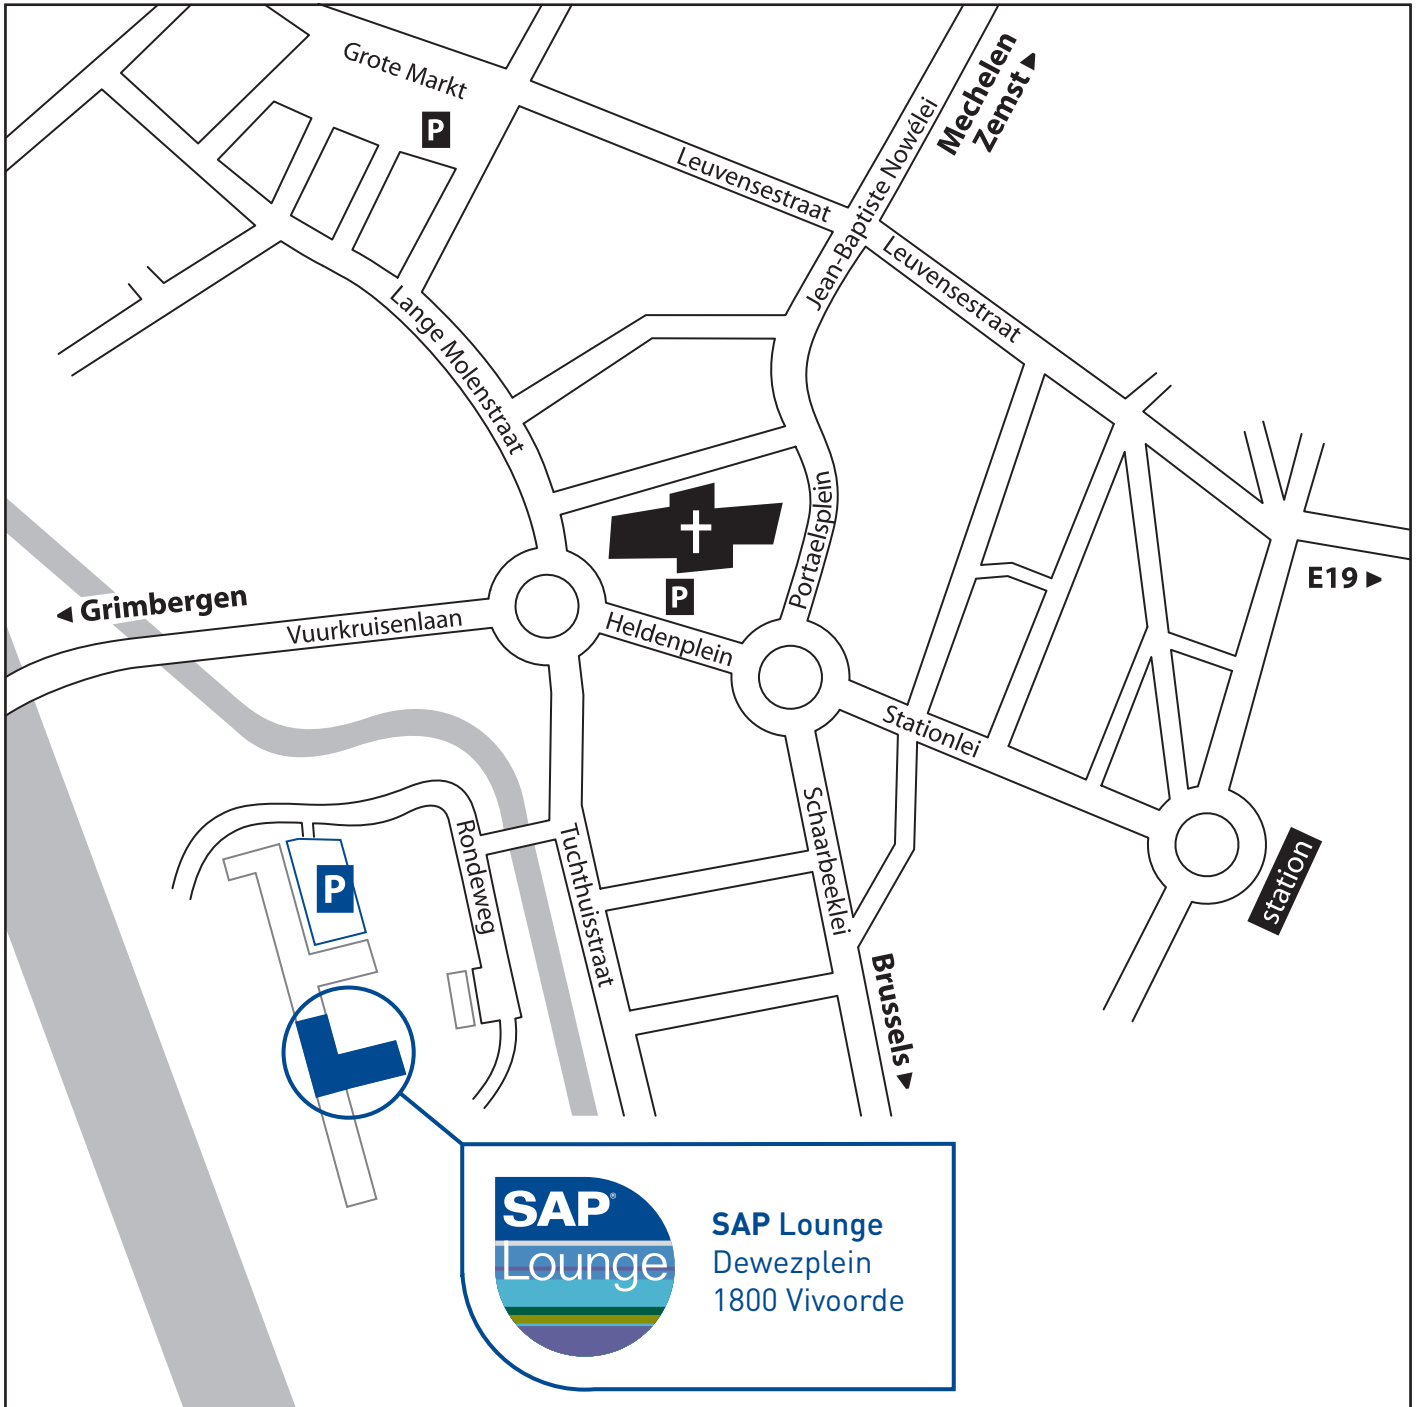 Grote Markt
P
Mechelen
Zemst
Jean-Baptiste Nowélei
Leuvensestraat
Leuvensestraat
Lange Molenstraat
Portaelsplein
E19
Grimbergen
Vuurkruisenlaan
P
Heldenplein
Stationlei
Schaarbeeklei
Rondeweg
Tuchthuisstraat
P
station
Brussels
SAP®
Lounge
SAP Lounge
Dewezplein
1800 Vivoorde